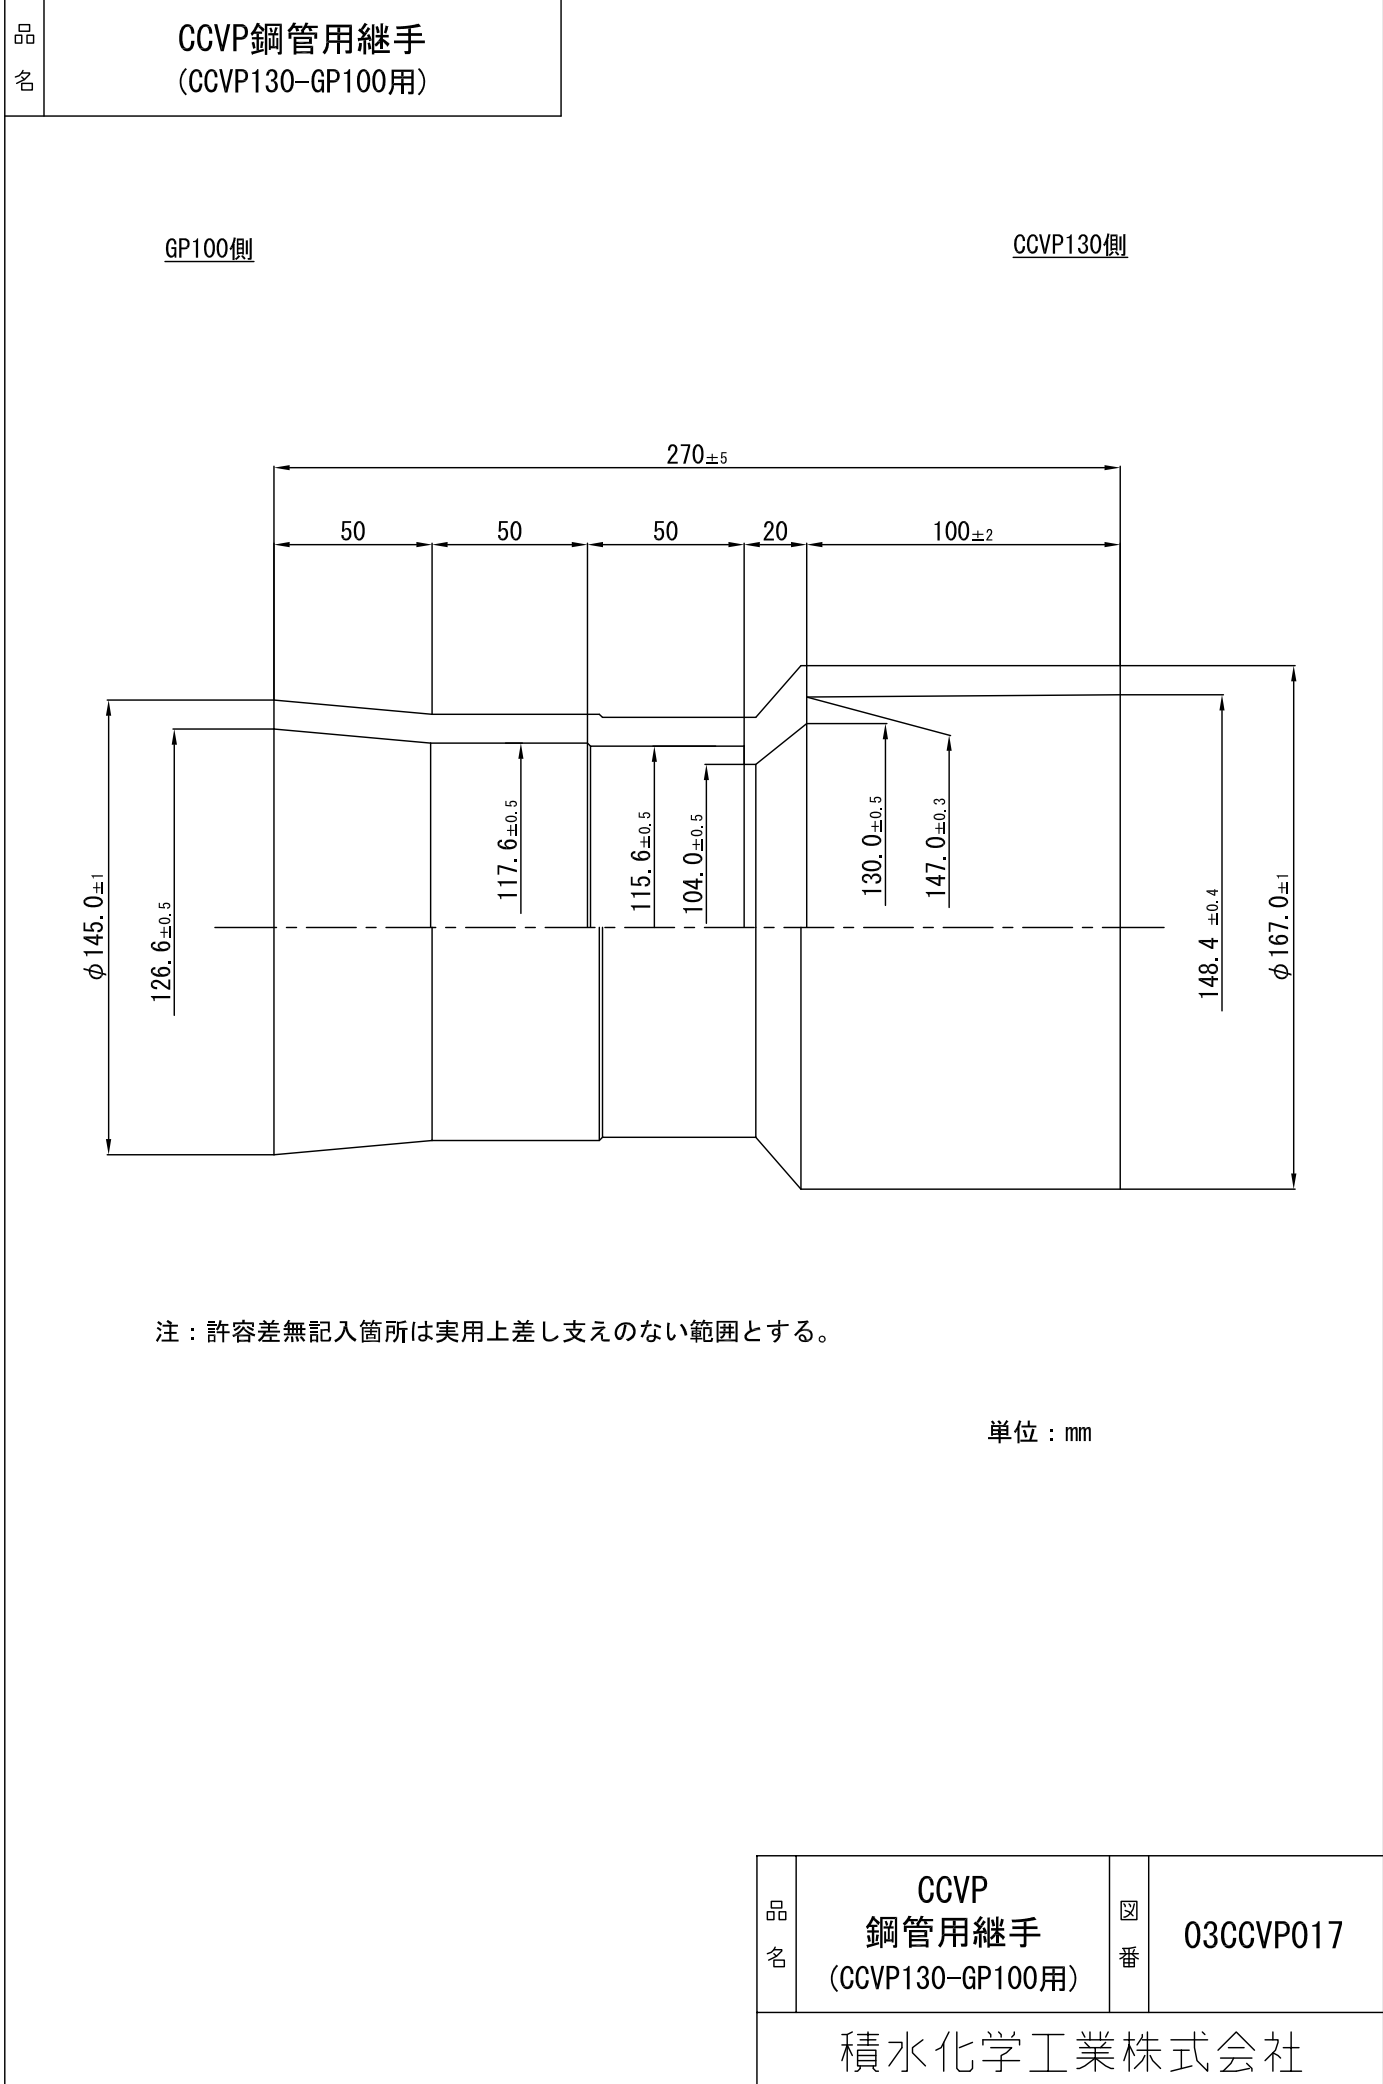 品名
CCVP鋼管用継手
(CCVP130-GP100用)
GP100側
CCVP130側
270±5
50
50
50
20
100±2
φ145.0±1
126.6±0.5
117.6±0.5
115.6±0.5
104.0±0.5
130.0±0.5
147.0±0.3
148.4 ±0.4
φ167.0±1
注：許容差無記入箇所は実用上差し支えのない範囲とする。
単位：mm
品名
CCVP
鋼管用継手
(CCVP130-GP100用)
図番
03CCVP017
積水化学工業株式会社